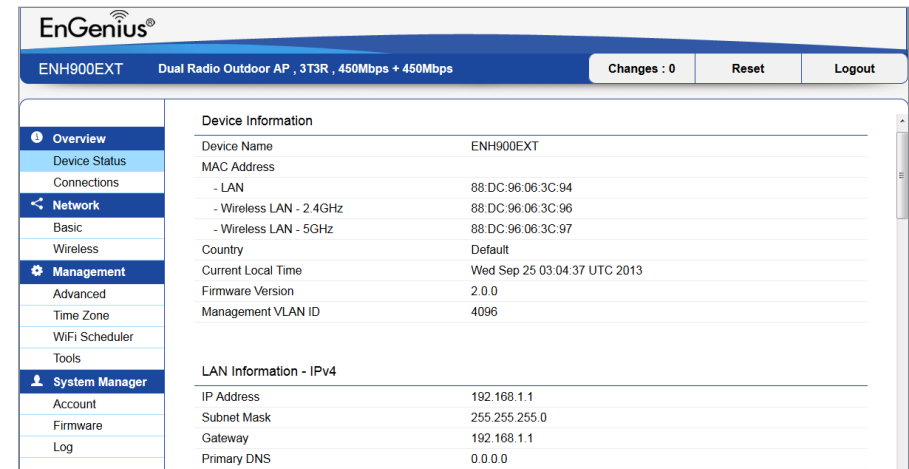 EnGenius®
ENH900EXT Dual Radio Outdoor AP , 3T3R , 450Mbps + 450Mbps Changes : 0 Reset Logout
Overview
Device Status
Connections
Network
Basic
Wireless
Management
Advanced
Time Zone
WiFi Scheduler
Tools
System Manager
Account
Firmware
Log
Device Information
Device Name ENH900EXT
MAC Address
- LAN 88:DC:96:06:3C:94
- Wireless LAN - 2.4GHz 88:DC:96:06:3C:96
- Wireless LAN - 5GHz 88:DC:96:06:3C:97
Country Default
Current Local Time Wed Sep 25 03:04:37 UTC 2013
Firmware Version 2.0.0
Management VLAN ID 4096
LAN Information - IPv4
IP Address 192.168.1.1
Subnet Mask 255.255.255.0
Gateway 192.168.1.1
Primary DNS 0.0.0.0